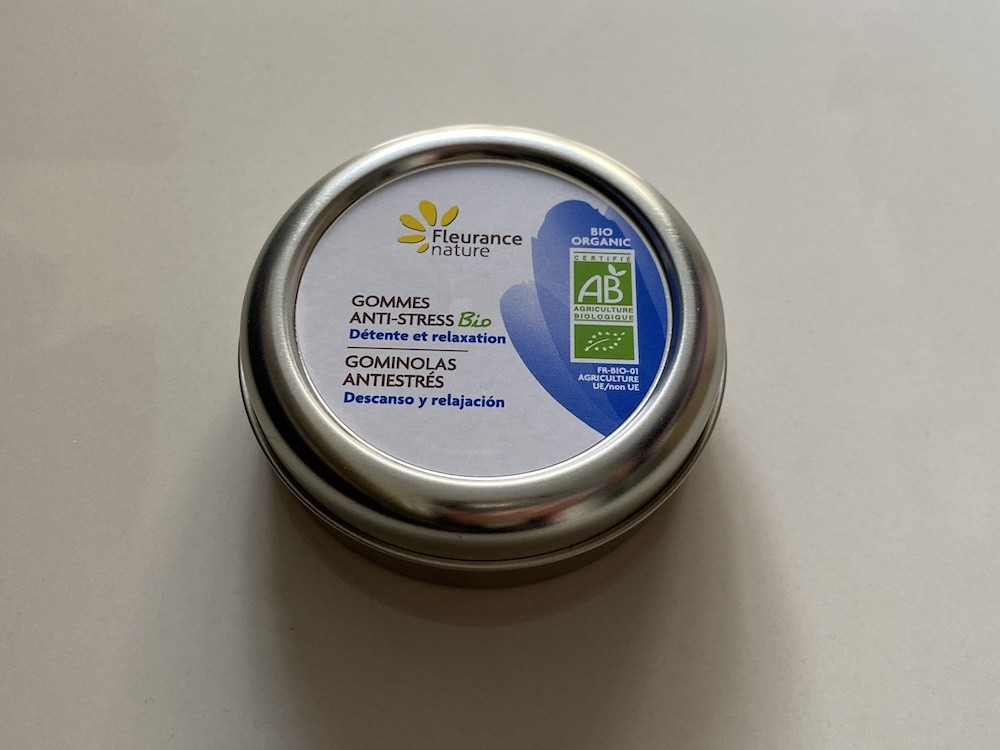 Fleurance
nature
GOMMES
ANTI-STRESS Bio
Détente et relaxation
GOMINOLAS
ANTIESTRÉS
Descanso y relajación
BIO
ORGANIC
CERTIFIÉ
AB
AGRICULTURE
BIOLOGIQUE
FR-BIO-01
AGRICULTURE
UE/non UE